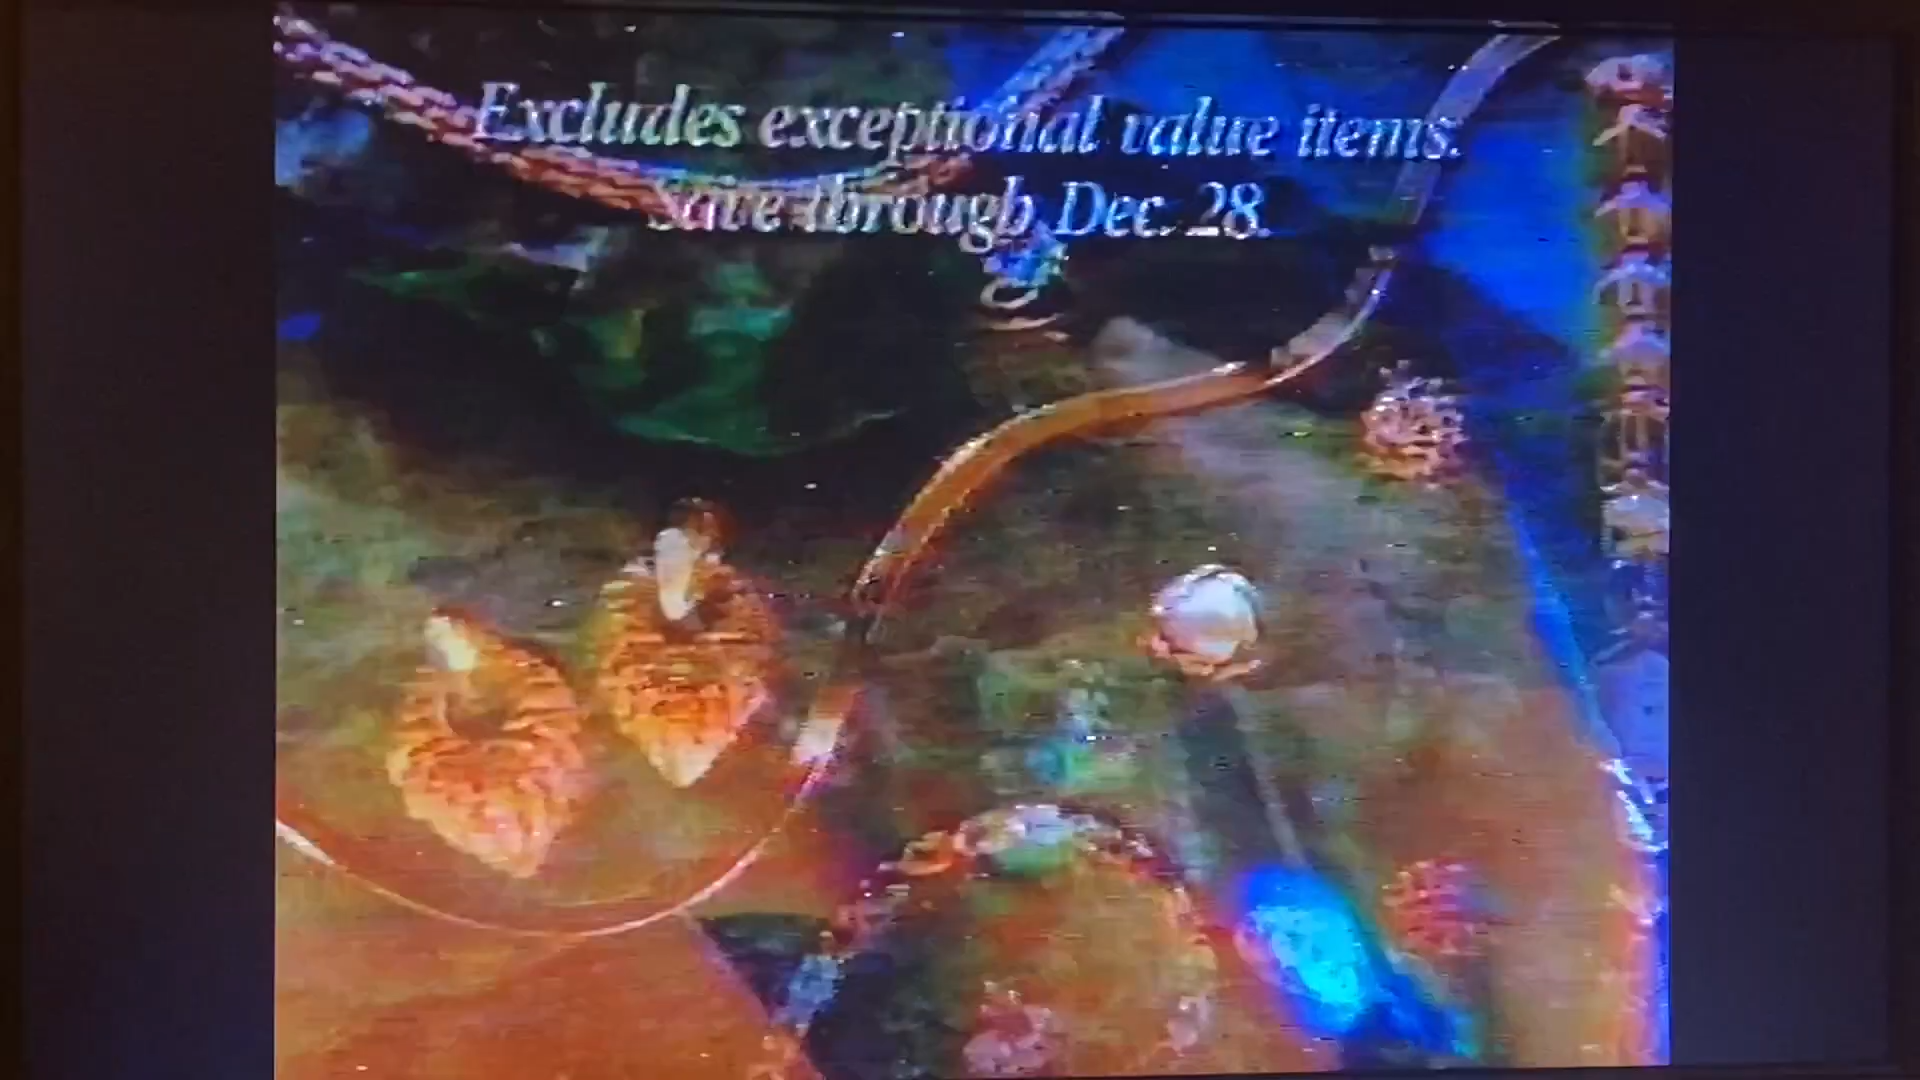 Excludes exceptional value items.
Save through Dec. 28.